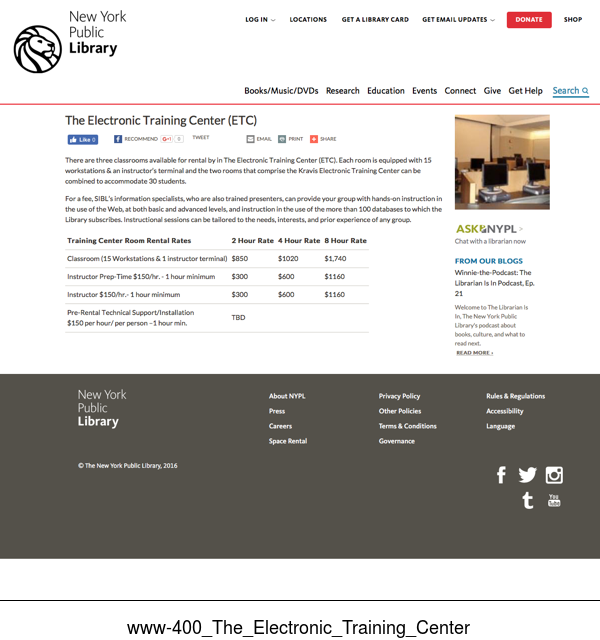 New York
Public
Library
LOG IN
LOCATIONS
GET A LIBRARY CARD
GET EMAIL UPDATES
DONATE
SHOP
Books/Music/DVDs Research Education Events Connect Give Get Help Search
The Electronic Training Center (ETC)
Like 0
RECOMMEND
0
TWEET
EMAIL
PRINT
SHARE
There are three classrooms available for rental by in The Electronic Training Center (ETC). Each room is equipped with 15
workstations & an instructor's terminal and the two rooms that comprise the Kravis Electronic Training Center can be
combined to accommodate 30 students.
For a fee, SIBL's information specialists, who are also trained presenters, can provide your group with hands-on instruction in
the use of the Web, at both basic and advanced levels, and instruction in the use of the more than 100 databases to which the
Library subscribes. Instructional sessions can be tailored to the needs, interests, and prior experience of any group.
Training Center Room Rental Rates 2 Hour Rate 4 Hour Rate 8 Hour Rate
Classroom (15 Workstations & 1 instructor terminal) $850 $1020 $1,740
Instructor Prep-Time $150/hr. - 1 hour minimum $300 $600 $1160
Instructor $150/hr.- 1 hour minimum $300 $600 $1160
Pre-Rental Technical Support/Installation
$150 per hour/ per person –1 hour min. TBD
ASK NYPL >
Chat with a librarian now
FROM OUR BLOGS
Winnie-the-Podcast: The
Librarian Is In Podcast, Ep.
21
Welcome to The Librarian Is
In, The New York Public
Library's podcast about
books, culture, and what to
read next.
READ MORE ›
New York
Public
Library
About NYPL
Press
Careers
Space Rental
Privacy Policy
Other Policies
Terms & Conditions
Governance
Rules & Regulations
Accessibility
Language
© The New York Public Library, 2016
You
Tube
www-400_The_Electronic_Training_Center